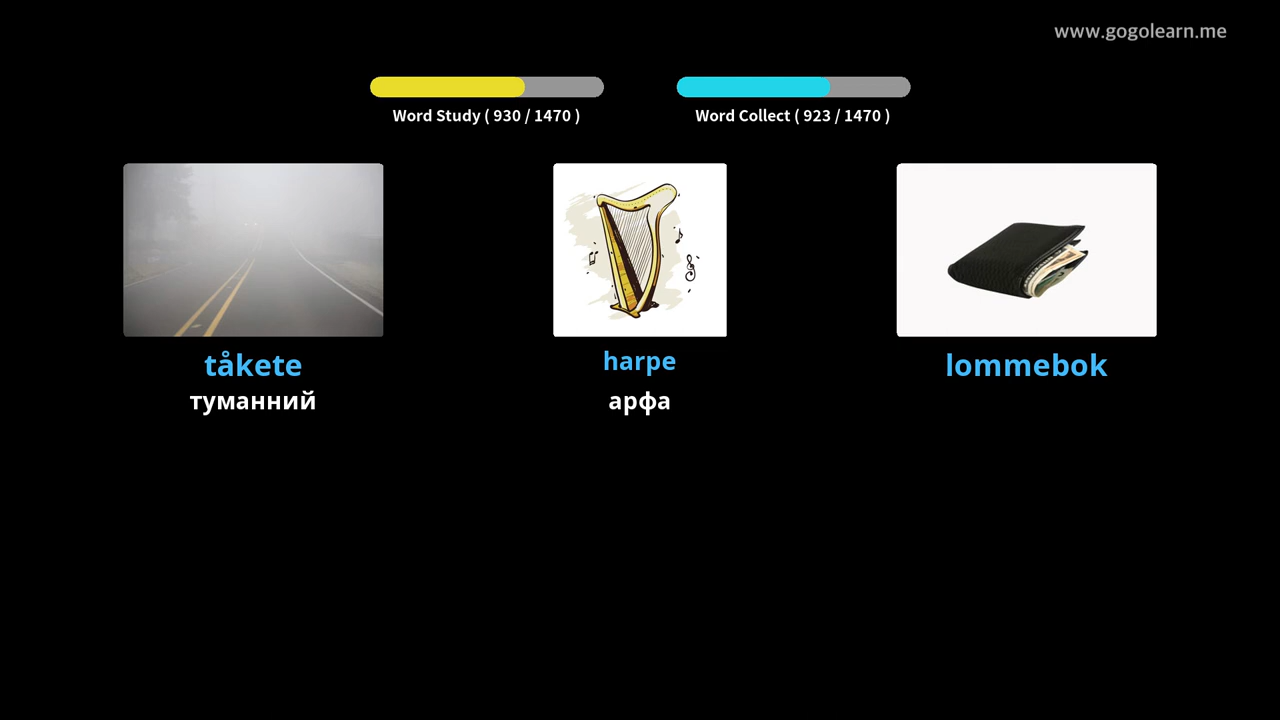 www.gogolearn.me
Word Study ( 930 / 1470 )
Word Collect ( 923 / 1470 )
tåkete
туманний
harpe
арфа
lommebok